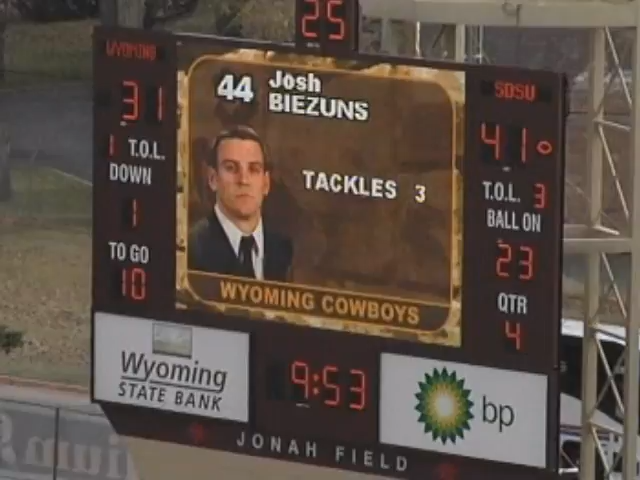 25
WYOMING
31
1 T.O.L.
DOWN
1
TO GO
10
44 Josh
BIEZUNS
TACKLES 3
WYOMING COWBOYS
SDSU
41
T.O.L. 3
BALL ON
23
QTR
4
Wyoming
STATE BANK
9:53
bp
JONAH FIELD